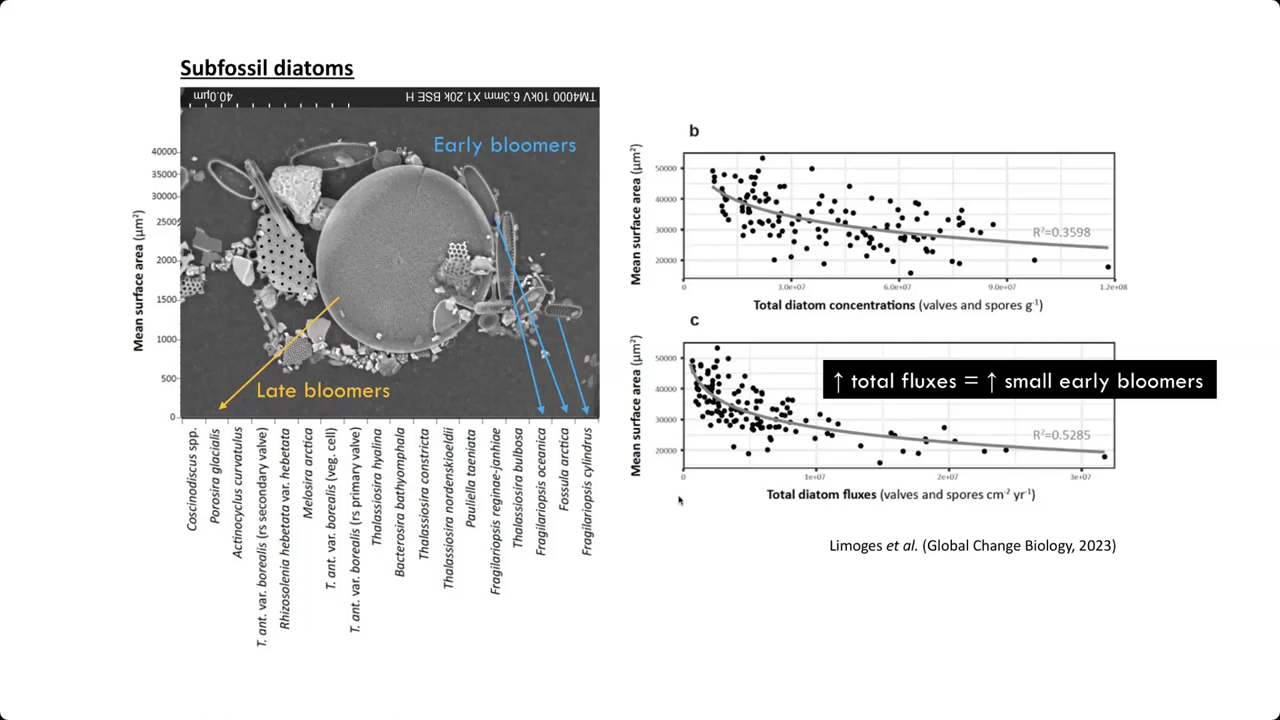 Subfossil diatoms
TM4000 10kV 6.3mm X1.20k BSE H
40.0µm
Early bloomers
Late bloomers
Mean surface area (µm²)
40000
35000
30000
2500
2000
1500
1000
500
0
Coscinodiscus spp.
Porosira glacialis
Actinocyclus curvatulus
T. ant. var. borealis (rs secondary valve)
Rhizosolenia hebetata var. hebetata
Melosira arctica
T. ant. var. borealis (veg. cell)
T. ant. var. borealis (rs primary valve)
Thalassiosira hyalina
Bacterosira bathyomphala
Thalassiosira constricta
Thalassiosira nordenskioeldii
Pauliella taeniata
Fragilariopsis reginae-janhiae
Thalassiosira bulbosa
Fragilariopsis oceanica
Fossula arctica
Fragilariopsis cylindrus
b
Mean surface area (µm²)
50000
40000
30000
20000
R²=0.3598
0 3.0e+07 6.0e+07 9.0e+07 1.2e+08
Total diatom concentrations (valves and spores g⁻¹)
c
Mean surface area (µm²)
50000
40000
30000
20000
↑ total fluxes = ↑ small early bloomers
R²=0.5285
0 1e+07 2e+07 3e+07
Total diatom fluxes (valves and spores cm⁻² yr⁻¹)
Limoges et al. (Global Change Biology, 2023)